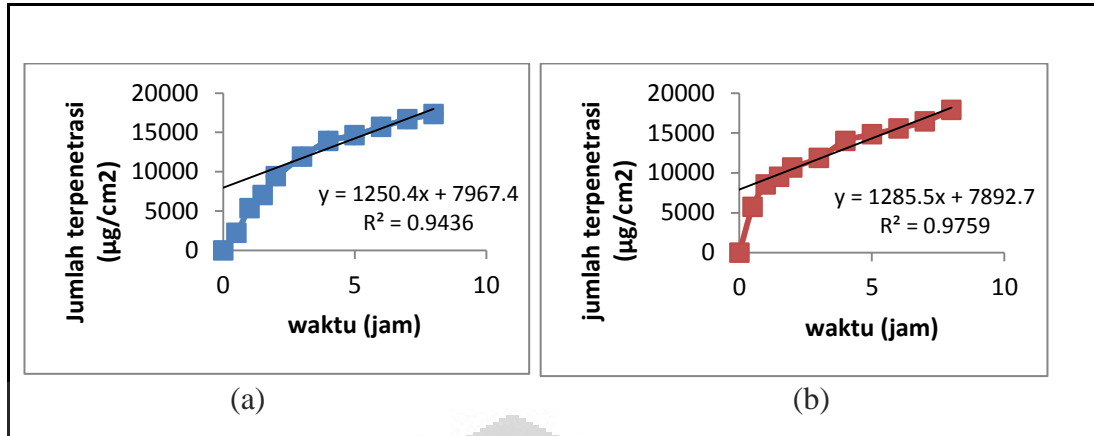 Jumlah terpenetrasi
(µg/cm2)
20000
15000
10000
5000
0
y = 1250.4x + 7967.4
R² = 0.9436
0
5
10
waktu (jam)
(a)
jumlah terpenetrasi
(µg/cm2)
20000
15000
10000
5000
0
y = 1285.5x + 7892.7
R² = 0.9759
0
5
10
waktu (jam)
(b)